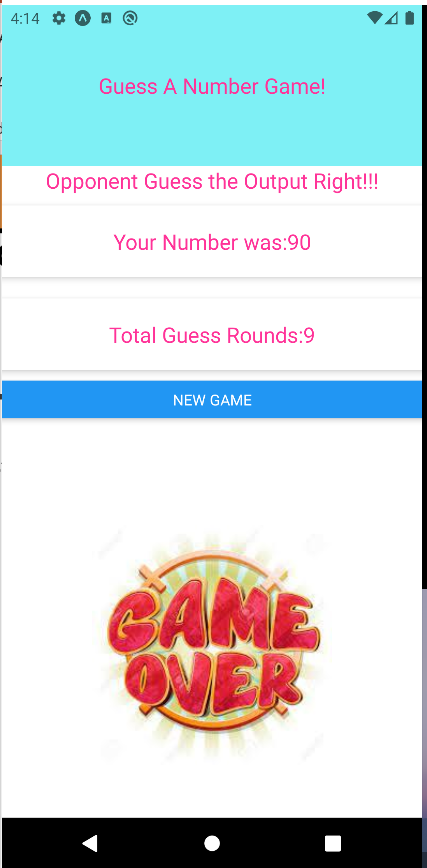 4:14
Guess A Number Game!
Opponent Guess the Output Right!!!
Your Number was:90
Total Guess Rounds:9
NEW GAME
GAME
OVER